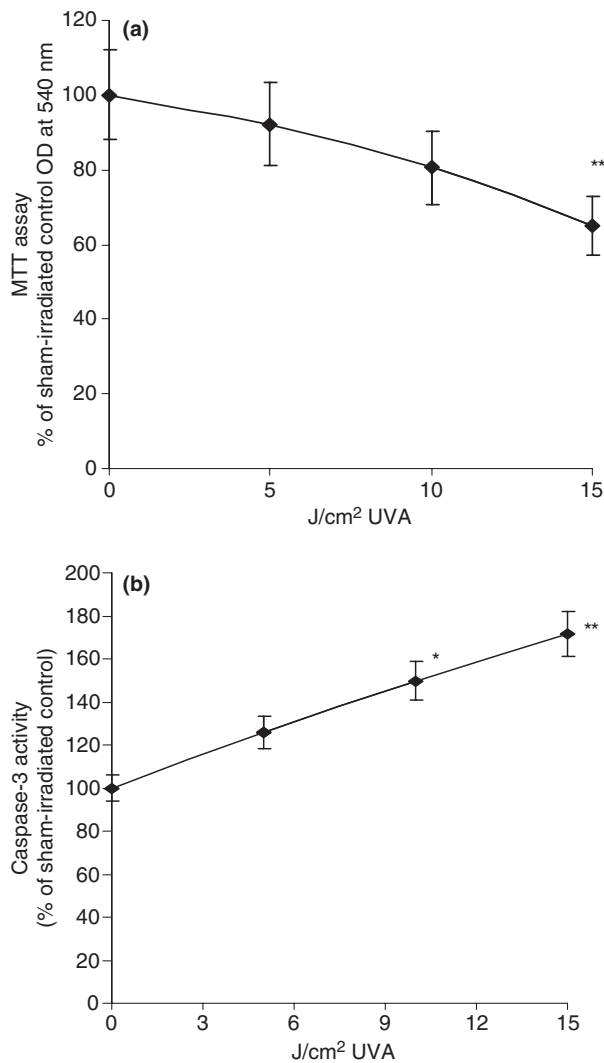 (a)
120
100
80
60
40
20
0
MTT assay
% of sham-irradiated control OD at 540 nm
**
0 5 10 15
J/cm² UVA
(b)
200
180
160
140
120
100
80
60
40
20
0
Caspase-3 activity
(% of sham-irradiated control)
*
**
0 3 6 9 12 15
J/cm² UVA